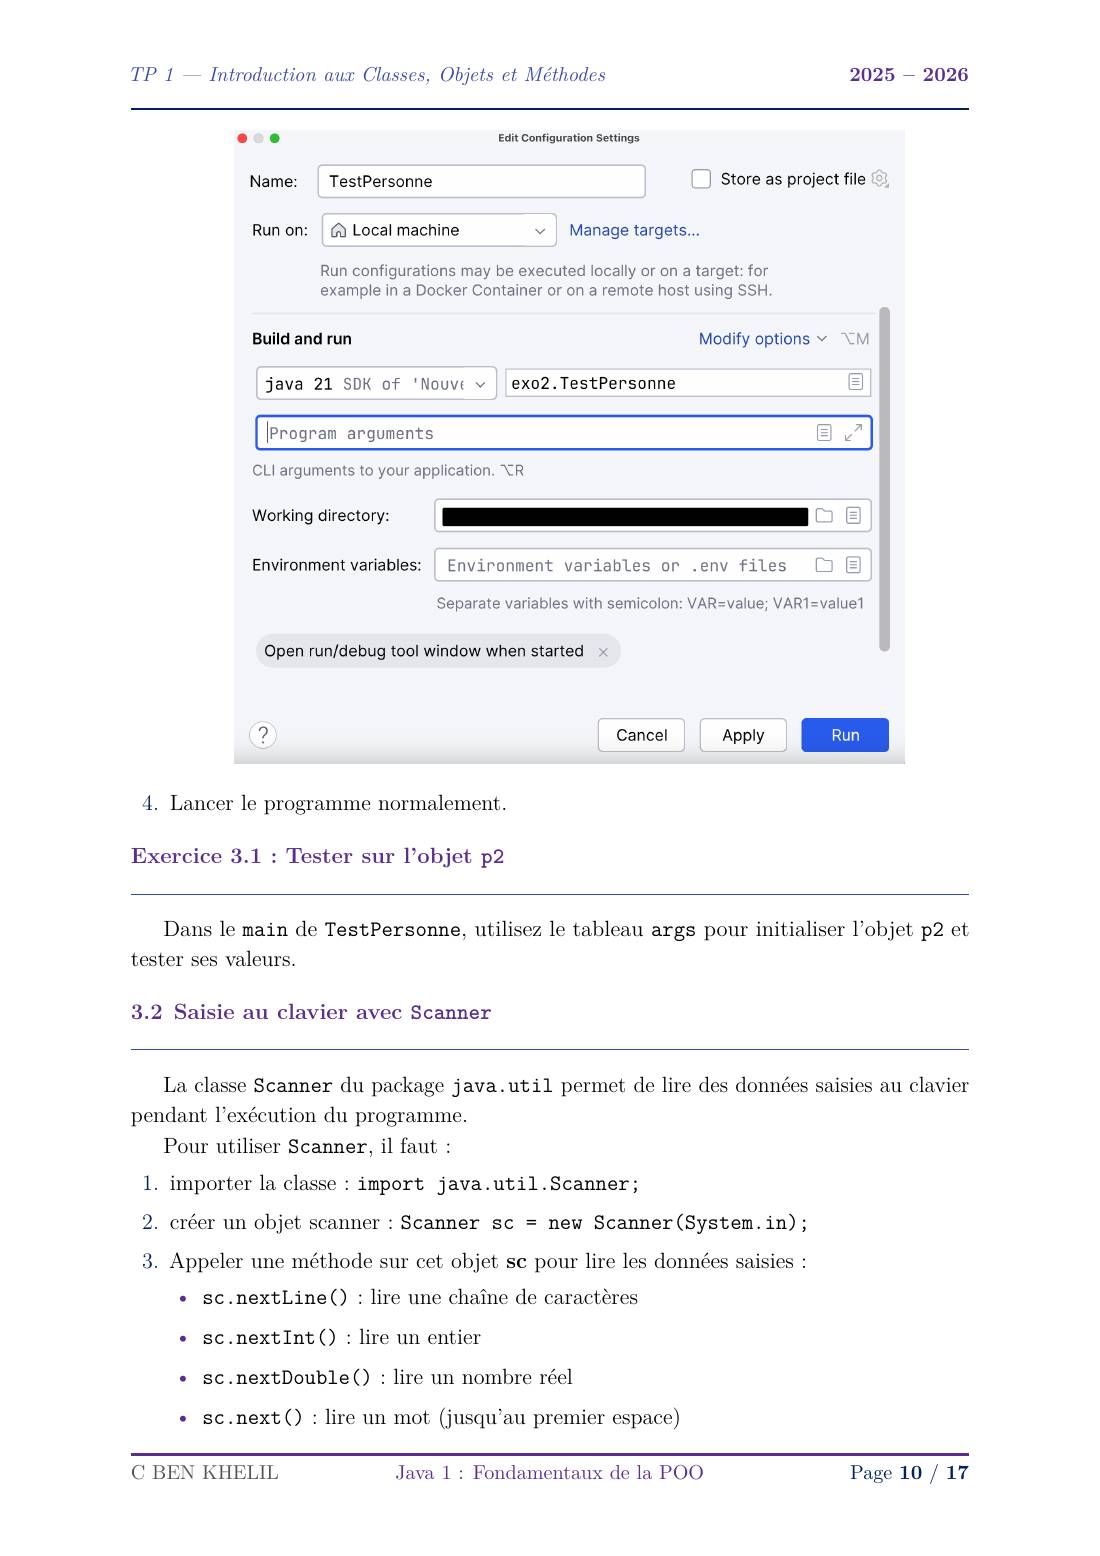 TP 1 — Introduction aux Classes, Objets et Méthodes 2025 – 2026
Edit Configuration Settings
Name: TestPersonne Store as project file
Run on: Local machine Manage targets...
Run configurations may be executed locally or on a target: for
example in a Docker Container or on a remote host using SSH.
Build and run Modify options ⌥M
java 21 SDK of 'Nouve exo2.TestPersonne
Program arguments
CLI arguments to your application. ⌥R
Working directory:
Environment variables: Environment variables or .env files
Separate variables with semicolon: VAR=value; VAR1=value1
Open run/debug tool window when started ×
? Cancel Apply Run
4. Lancer le programme normalement.
Exercice 3.1 : Tester sur l'objet p2
Dans le main de TestPersonne, utilisez le tableau args pour initialiser l'objet p2 et
tester ses valeurs.
3.2 Saisie au clavier avec Scanner
La classe Scanner du package java.util permet de lire des données saisies au clavier
pendant l'exécution du programme.
Pour utiliser Scanner, il faut :
1. importer la classe : import java.util.Scanner;
2. créer un objet scanner : Scanner sc = new Scanner(System.in);
3. Appeler une méthode sur cet objet sc pour lire les données saisies :
• sc.nextLine() : lire une chaîne de caractères
• sc.nextInt() : lire un entier
• sc.nextDouble() : lire un nombre réel
• sc.next() : lire un mot (jusqu'au premier espace)
C BEN KHELIL Java 1 : Fondamentaux de la POO Page 10 / 17